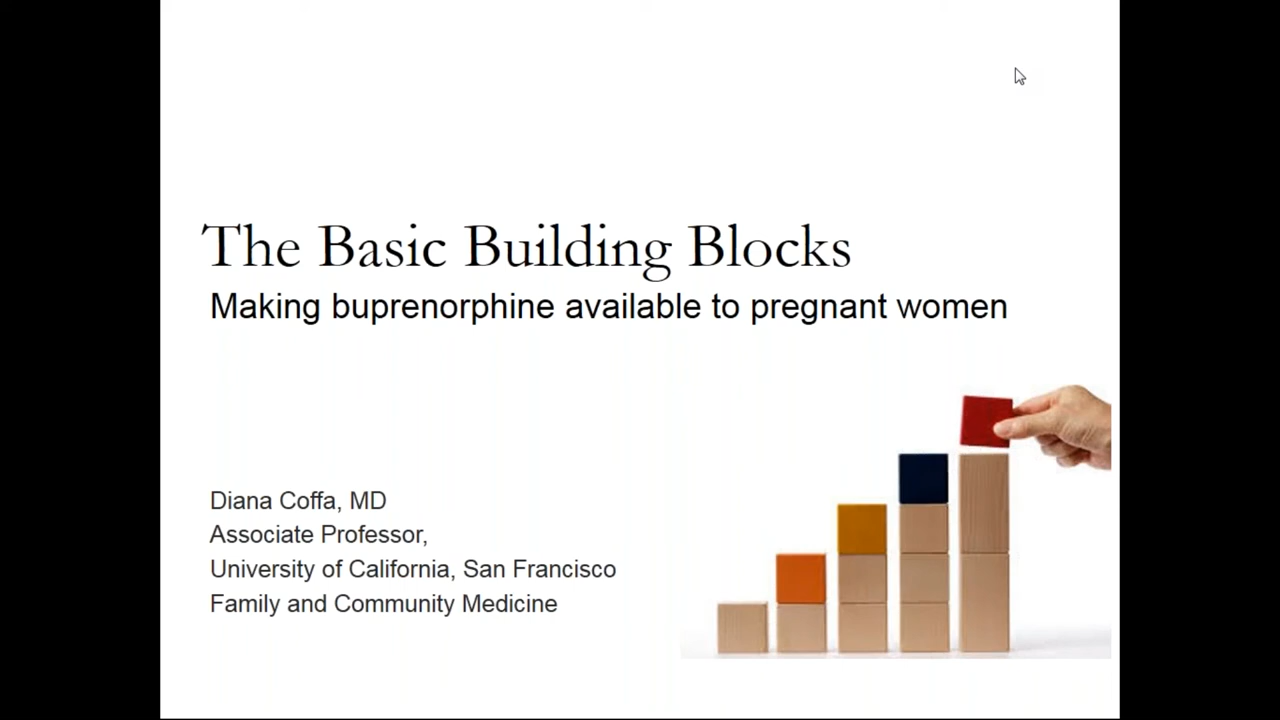 The Basic Building Blocks
Making buprenorphine available to pregnant women
Diana Coffa, MD
Associate Professor,
University of California, San Francisco
Family and Community Medicine